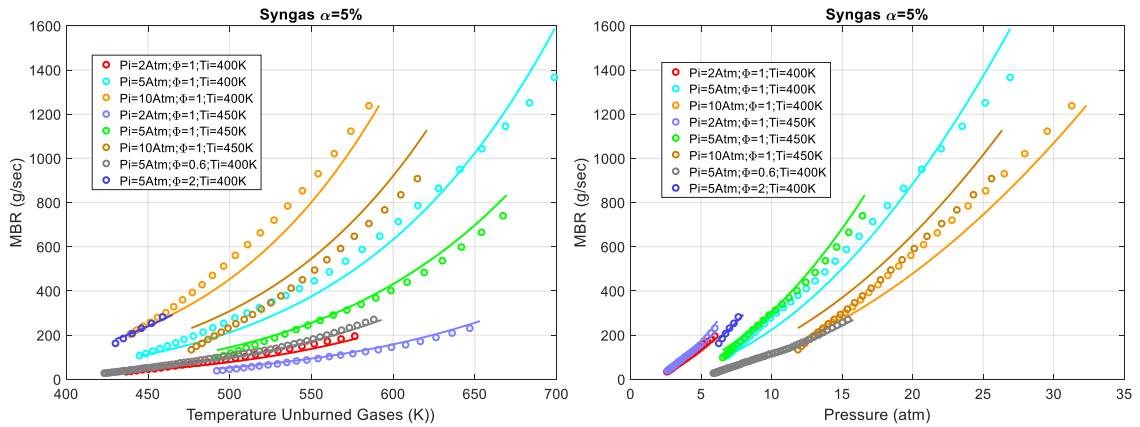 Syngas α=5%
MBR (g/sec)
1600
1400
1200
1000
800
600
400
200
0
Pi=2Atm;Φ=1;Ti=400K
Pi=5Atm;Φ=1;Ti=400K
Pi=10Atm;Φ=1;Ti=400K
Pi=2Atm;Φ=1;Ti=450K
Pi=5Atm;Φ=1;Ti=450K
Pi=10Atm;Φ=1;Ti=450K
Pi=5Atm;Φ=0.6;Ti=400K
Pi=5Atm;Φ=2;Ti=400K
400 450 500 550 600 650 700
Temperature Unburned Gases (K))
Syngas α=5%
MBR (g/sec)
1600
1400
1200
1000
800
600
400
200
0
Pi=2Atm;Φ=1;Ti=400K
Pi=5Atm;Φ=1;Ti=400K
Pi=10Atm;Φ=1;Ti=400K
Pi=2Atm;Φ=1;Ti=450K
Pi=5Atm;Φ=1;Ti=450K
Pi=10Atm;Φ=1;Ti=450K
Pi=5Atm;Φ=0.6;Ti=400K
Pi=5Atm;Φ=2;Ti=400K
0 5 10 15 20 25 30 35
Pressure (atm)